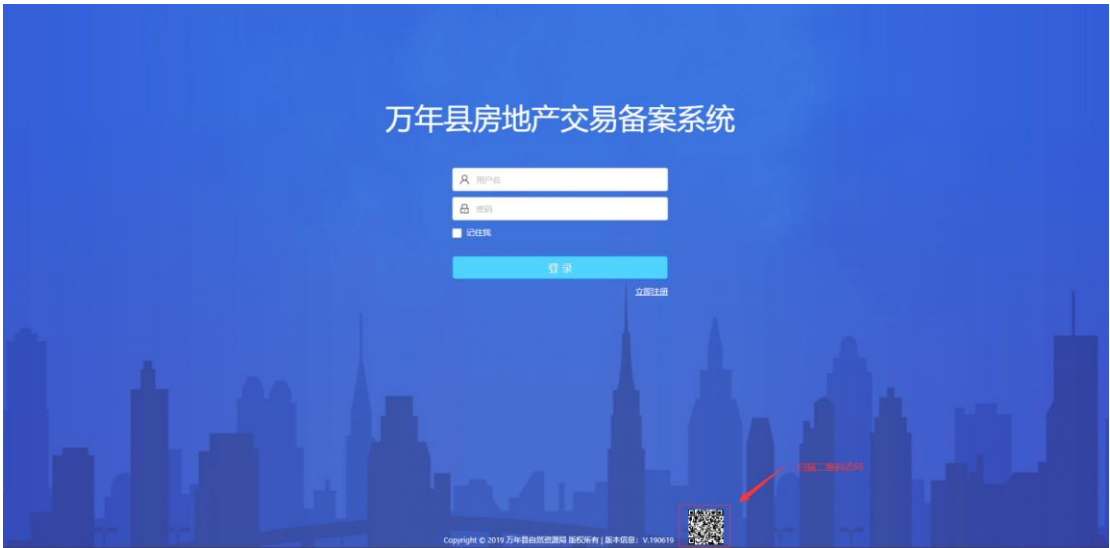 万年县房地产交易备案系统
用户名
密码
记住我
登 录
立即注册
扫描二维码访问
Copyright © 2019 万年县自然资源局 版权所有 | 版本信息：V.190619